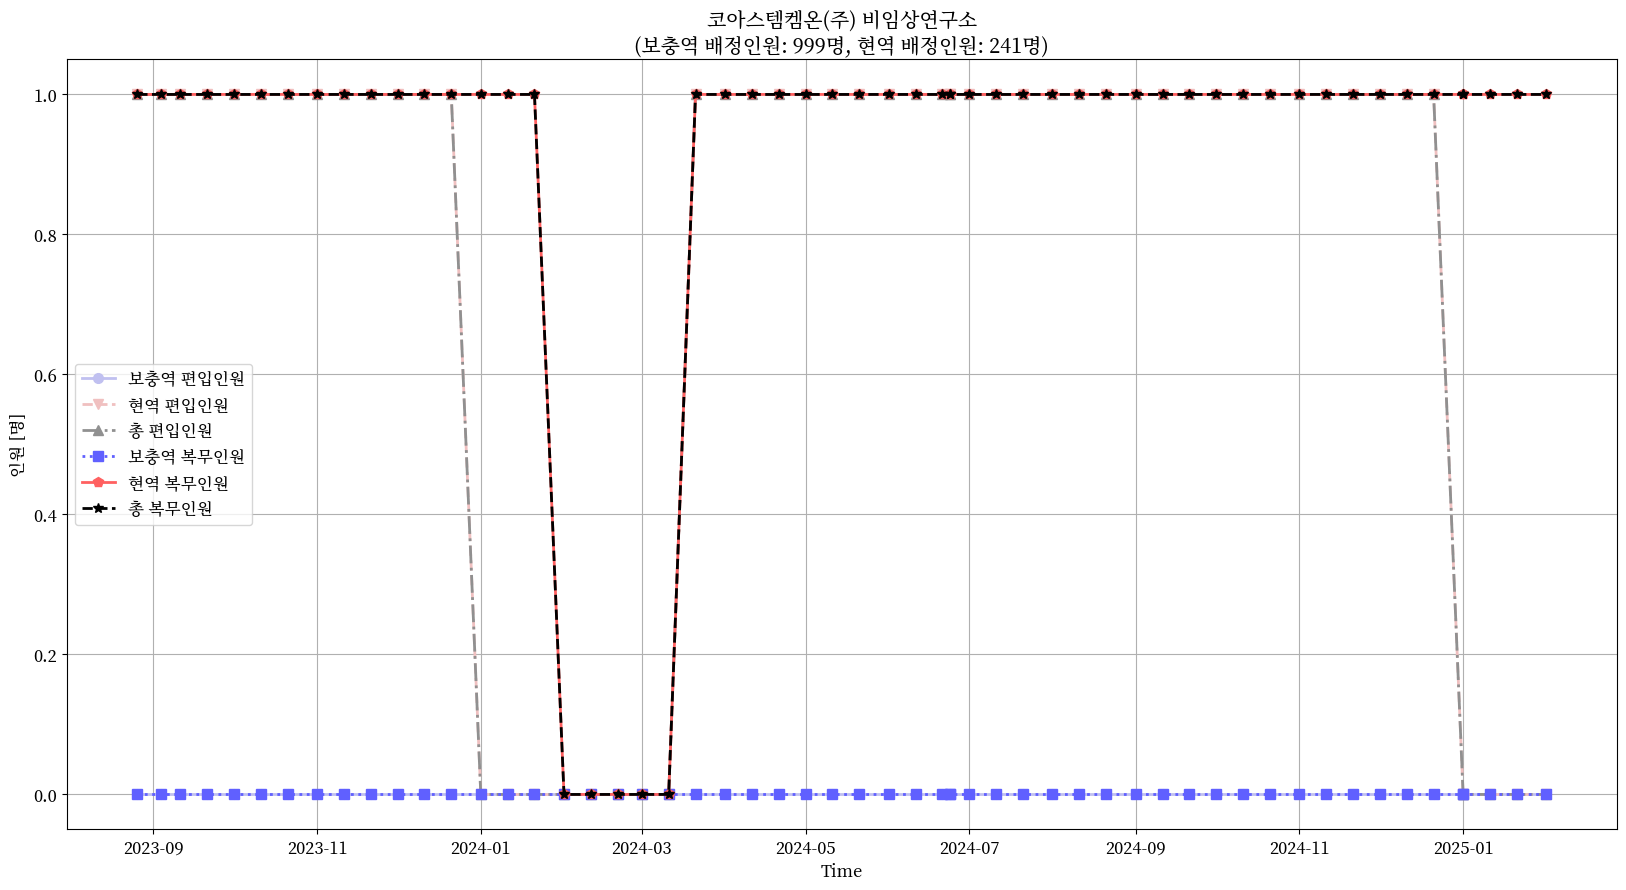 코아스템켐온(주) 비임상연구소
(보충역 배정인원: 999명, 현역 배정인원: 241명)
1.0
0.8
0.6
0.4
0.2
0.0
인원 [명]
보충역 편입인원
현역 편입인원
총 편입인원
보충역 복무인원
현역 복무인원
총 복무인원
2023-09 2023-11 2024-01 2024-03 2024-05 2024-07 2024-09 2024-11 2025-01
Time